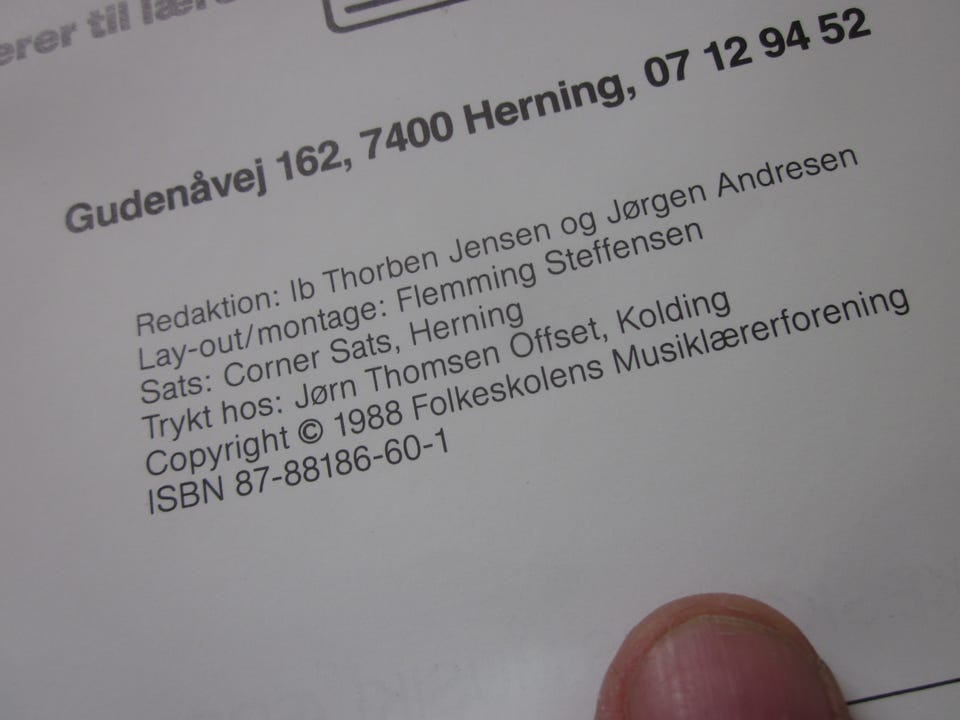 til
Gudenåvej 162, 7400 Herning, 07 12 94 52
Redaktion: Ib Thorben Jensen og Jørgen Andresen
Lay-out/montage: Flemming Steffensen
Sats: Corner Sats, Herning
Trykt hos: Jørn Thomsen Offset, Kolding
Copyright © 1988 Folkeskolens Musiklærerforening
ISBN 87-88186-60-1